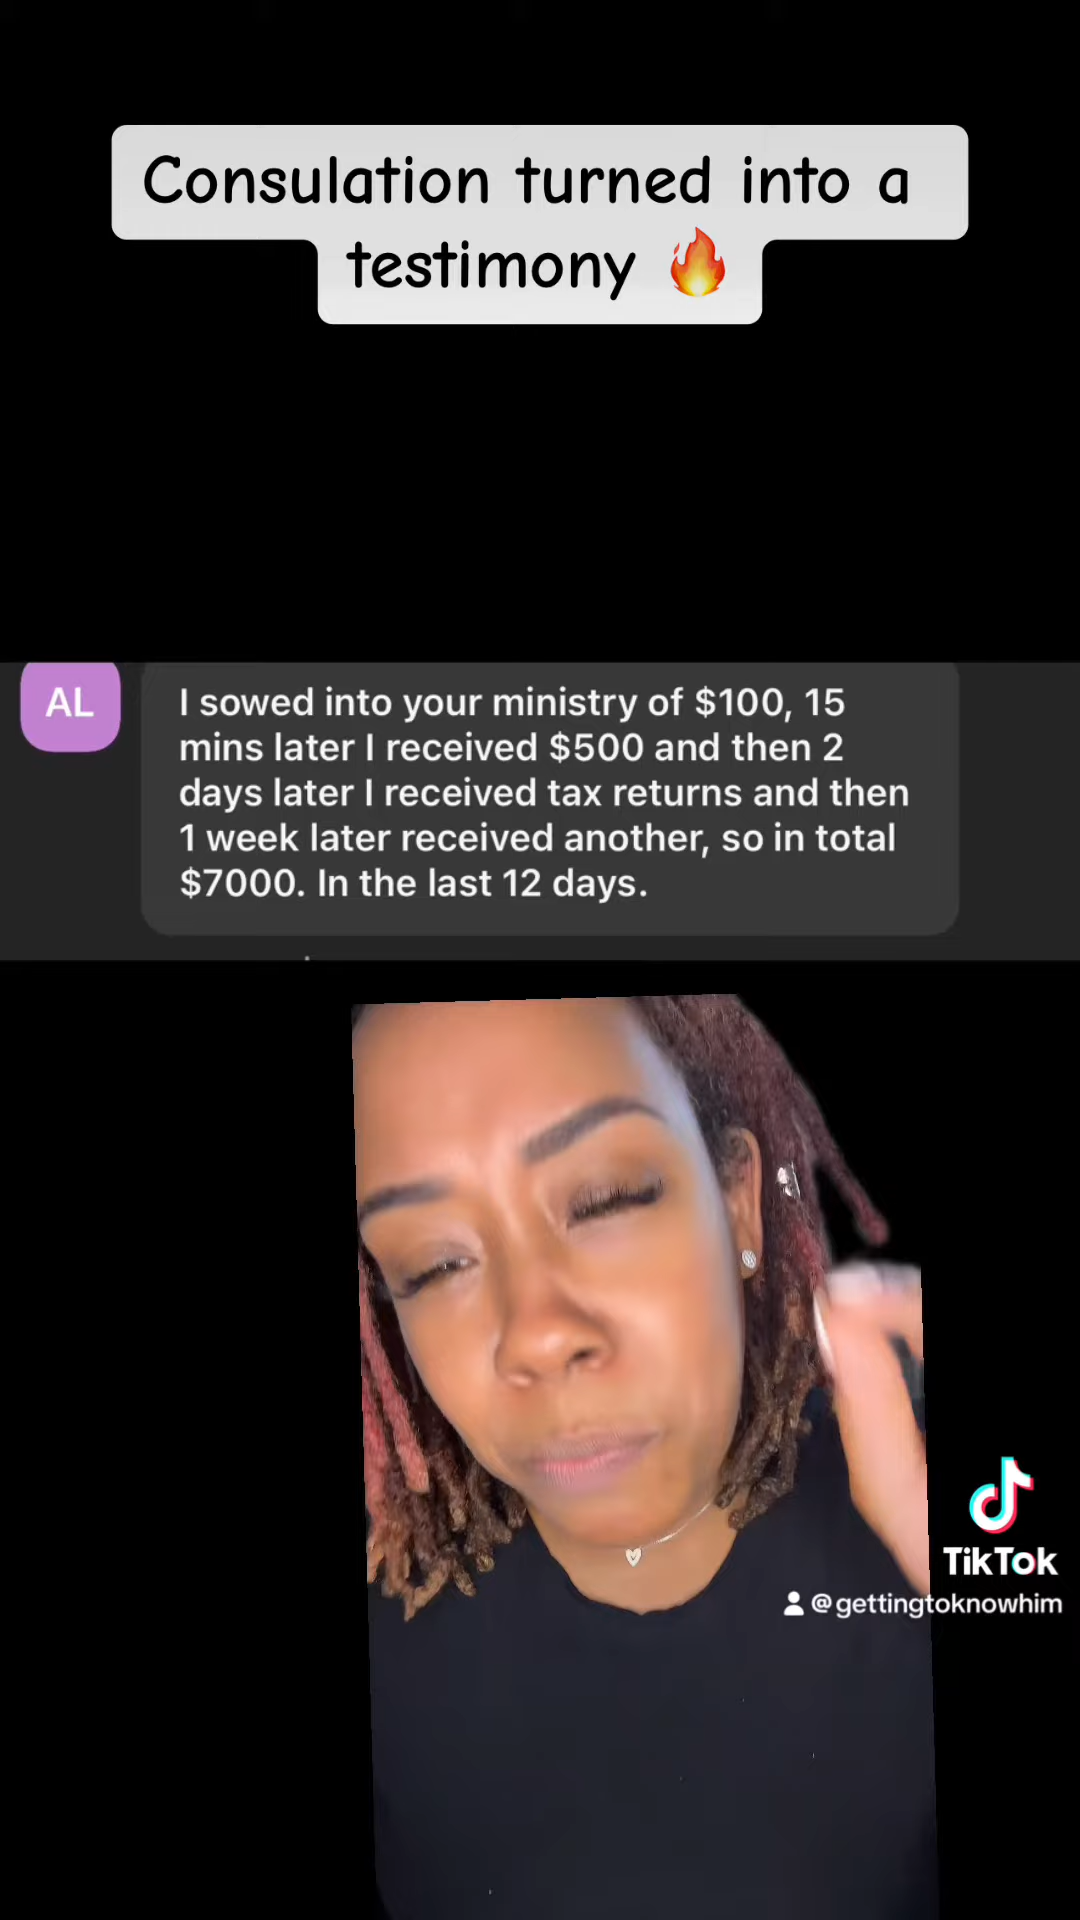 Consulation turned into a
testimony 🔥
AL
I sowed into your ministry of $100, 15
mins later I received $500 and then 2
days later I received tax returns and then
1 week later received another, so in total
$7000. In the last 12 days.
TikTok
@gettingtoknowhim